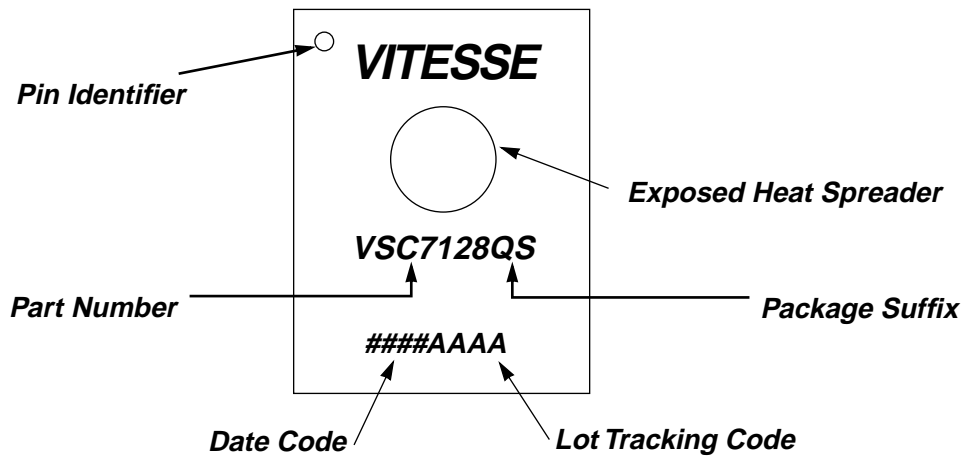 VITESSE
Pin Identifier
Exposed Heat Spreader
VSC7128QS
Part Number
Package Suffix
####AAAA
Date Code
Lot Tracking Code